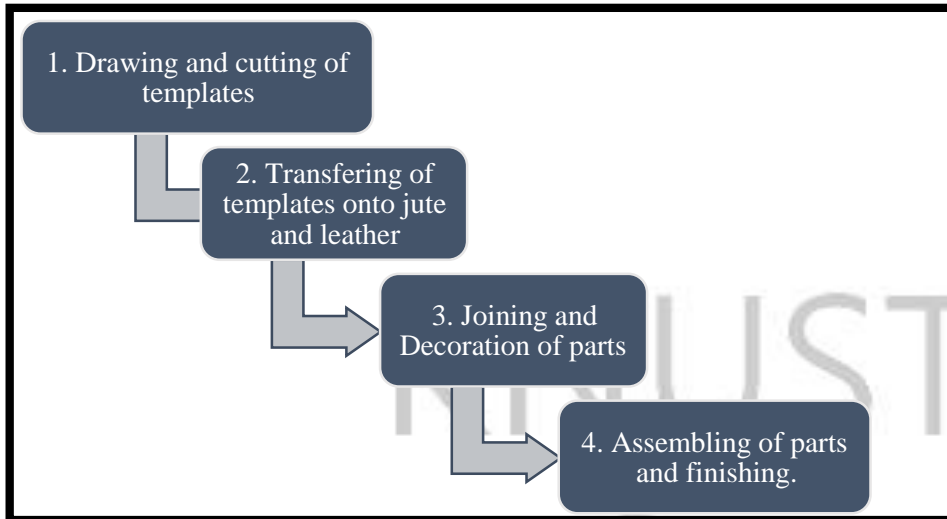 1. Drawing and cutting of
templates
2. Transfering of
templates onto jute
and leather
3. Joining and
Decoration of parts
4. Assembling of parts
and finishing.
KNUST